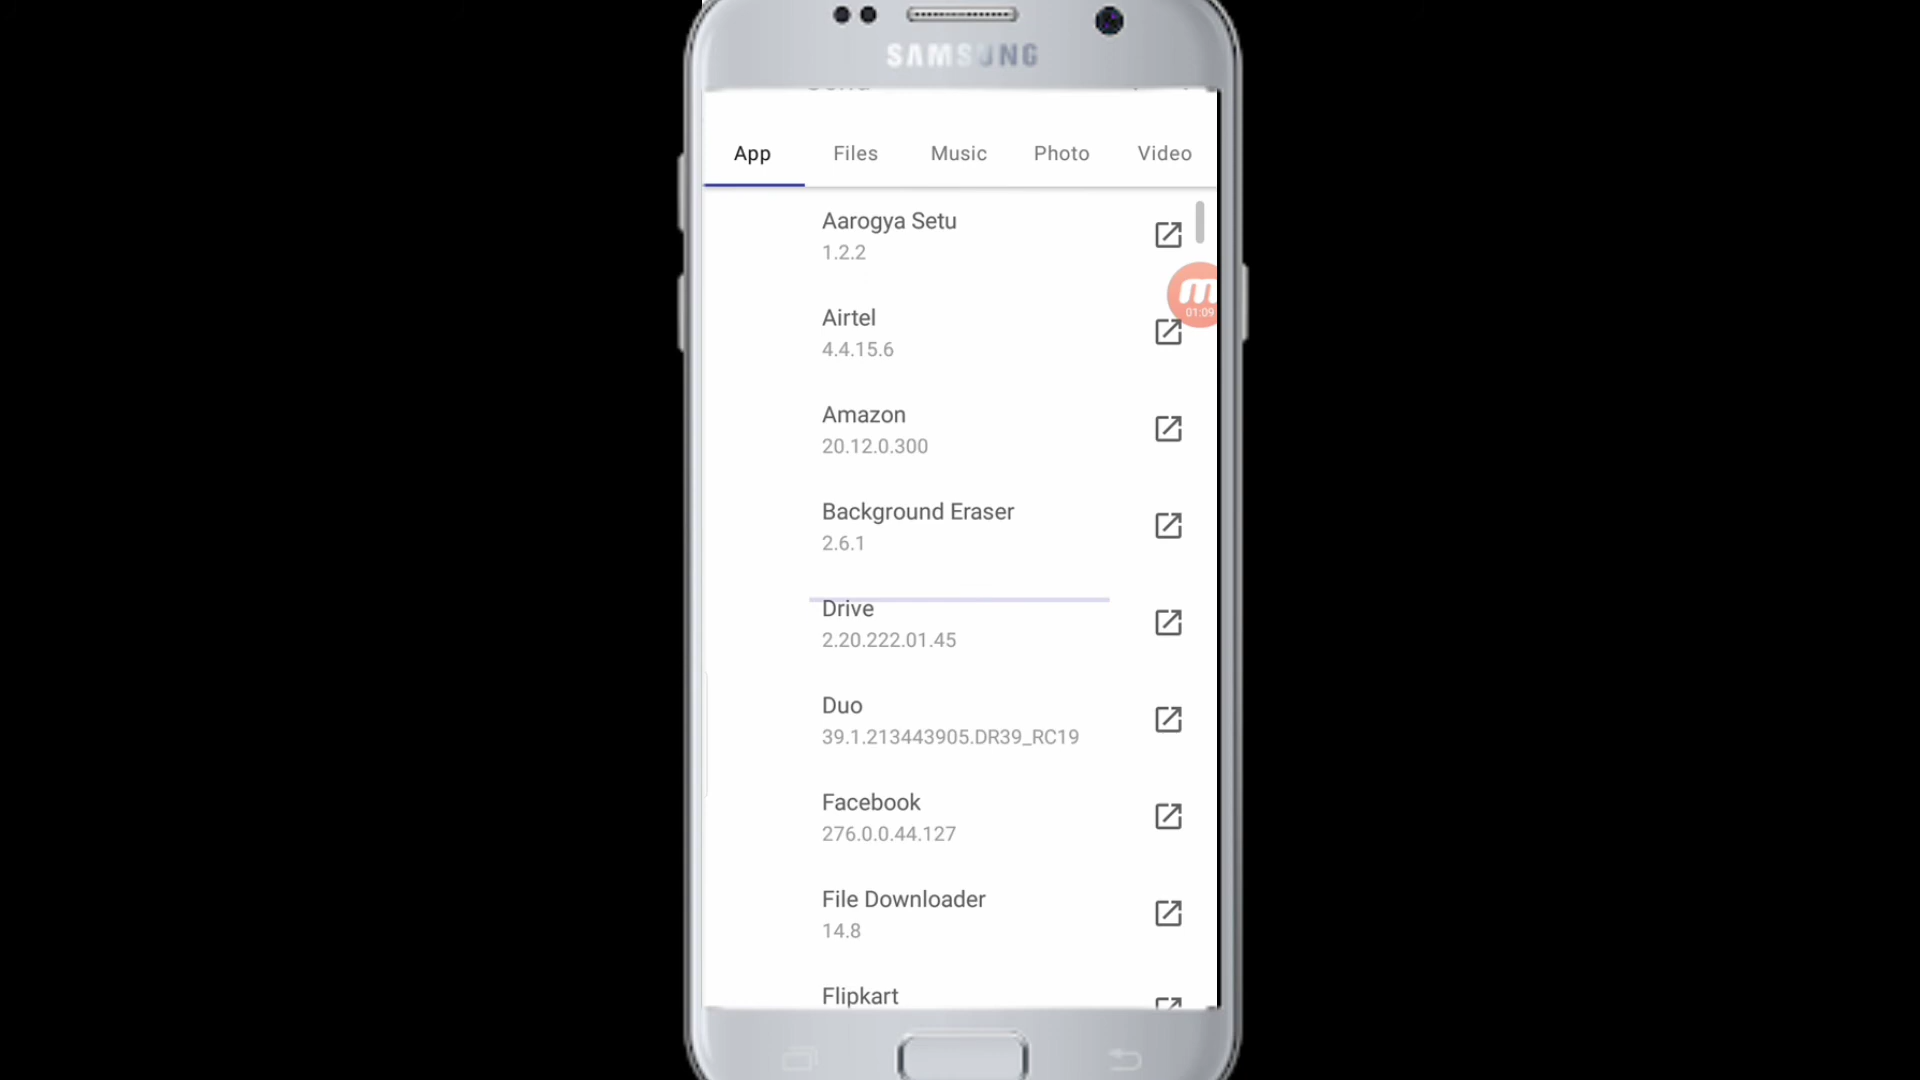 SAMSUNG
App Files Music Photo Video
Aarogya Setu
1.2.2
01:09
Airtel
4.4.15.6
Amazon
20.12.0.300
Background Eraser
2.6.1
Drive
2.20.222.01.45
Duo
39.1.213443905.DR39_RC19
Facebook
276.0.0.44.127
File Downloader
14.8
Flipkart